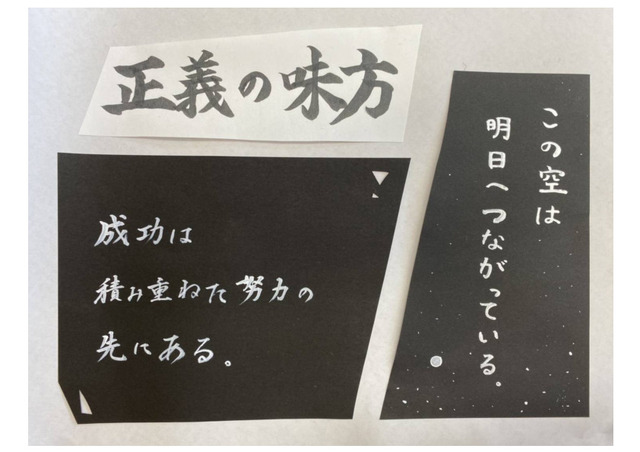 正義の味方
成功は
積み重ねた努力の
先にある。
この空は
明日へつながっている。